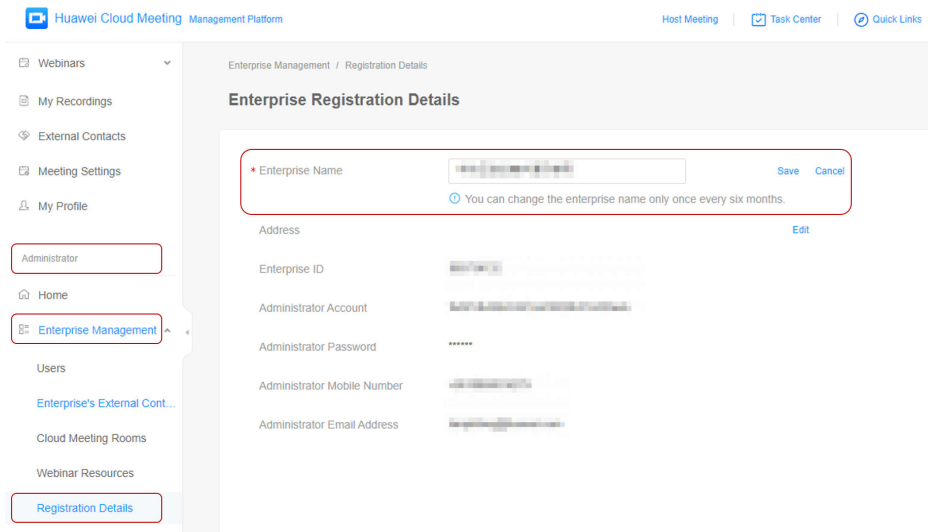 Huawei Cloud Meeting Management Platform
Host Meeting
Task Center
Quick Links
Webinars
My Recordings
External Contacts
Meeting Settings
My Profile
Administrator
Home
Enterprise Management
Users
Enterprise's External Cont...
Cloud Meeting Rooms
Webinar Resources
Registration Details
Enterprise Management / Registration Details
Enterprise Registration Details
* Enterprise Name
Save Cancel
You can change the enterprise name only once every six months.
Address
Edit
Enterprise ID
Administrator Account
Administrator Password ******
Administrator Mobile Number
Administrator Email Address